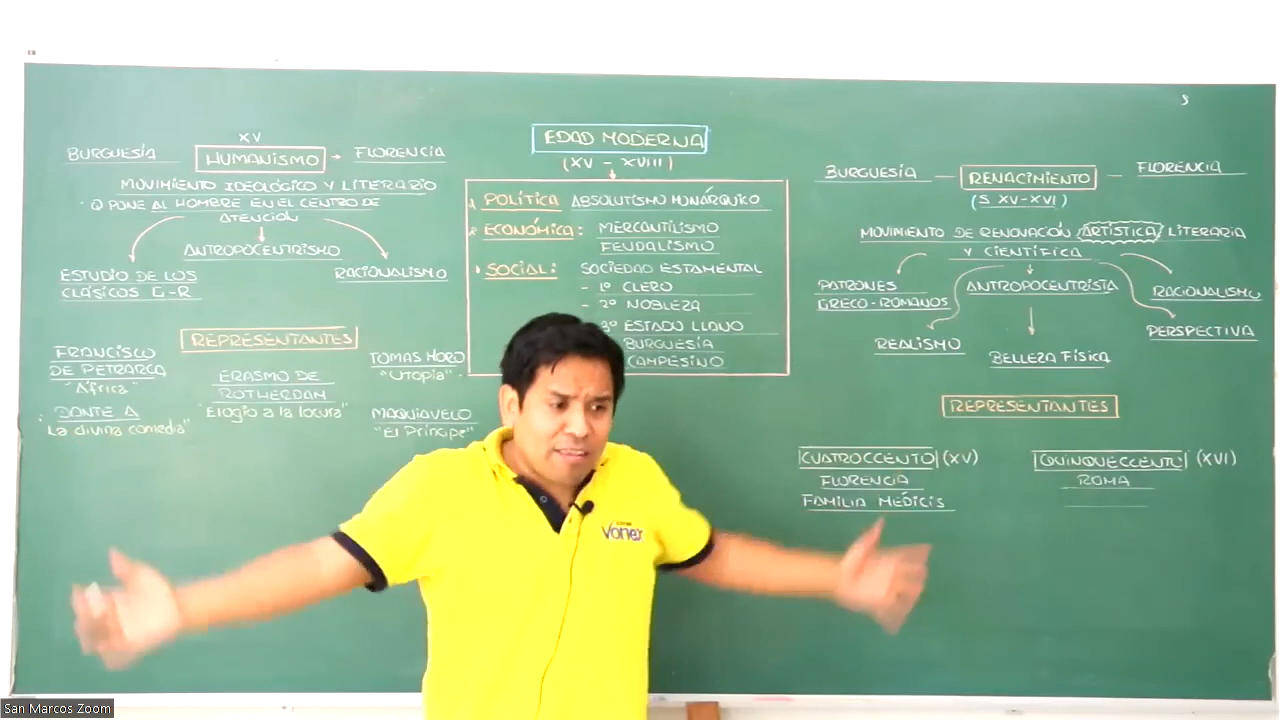 XV
BURGUESÍA HUMANISMO → FLORENCIA
MOVIMIENTO IDEOLÓGICO Y LITERARIO
Q PONE AL HOMBRE EN EL CENTRO DE
ATENCIÓN
ANTROPOCENTRISMO
ESTUDIO DE LOS
CLÁSICOS G-R
RACIONALISMO
REPRESENTANTES
FRANCISCO
DE PETRARCA
"África"
DANTE A
"La divina comedia"
ERASMO DE
ROTHERDAM
"Elogio a la locura"
TOMAS MORO
"UTOPIA"
MAQUIAVELO
"El Príncipe"
EDAD MODERNA
(XV - XVIII)
POLÍTICA ABSOLUTISMO MONÁRQUICO
ECONÓMICA: MERCANTILISMO
FEUDALISMO
SOCIAL: SOCIEDAD ESTAMENTAL
- 1º CLERO
- 2º NOBLEZA
3º ESTADO LLANO
BURGUESÍA
CAMPESINO
BURGUESÍA — RENACIMIENTO — FLORENCIA
(S XV-XVI)
MOVIMIENTO DE RENOVACIÓN ARTÍSTICA LITERARIA
Y CIENTÍFICA
PATRONES
GRECO-ROMANOS
ANTROPOCENTRISTA
RACIONALISMO
REALISMO
BELLEZA FÍSICA
PERSPECTIVA
REPRESENTANTES
CUATROCCENTO (XV)
FLORENCIA
FAMILIA MÉDICIS
QUINQUECCENTO (XVI)
ROMA
Vonex
San Marcos Zoom